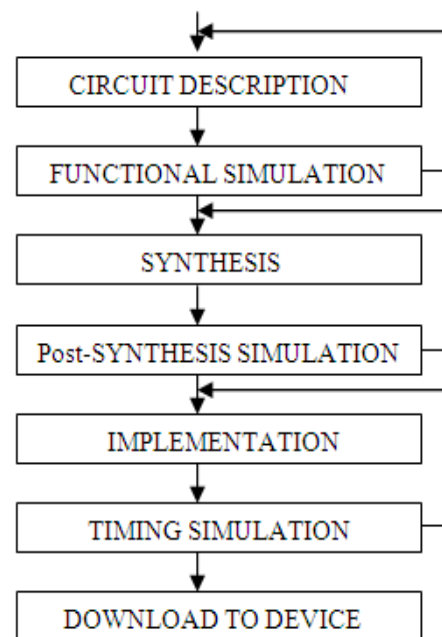 CIRCUIT DESCRIPTION
FUNCTIONAL SIMULATION
SYNTHESIS
Post-SYNTHESIS SIMULATION
IMPLEMENTATION
TIMING SIMULATION
DOWNLOAD TO DEVICE